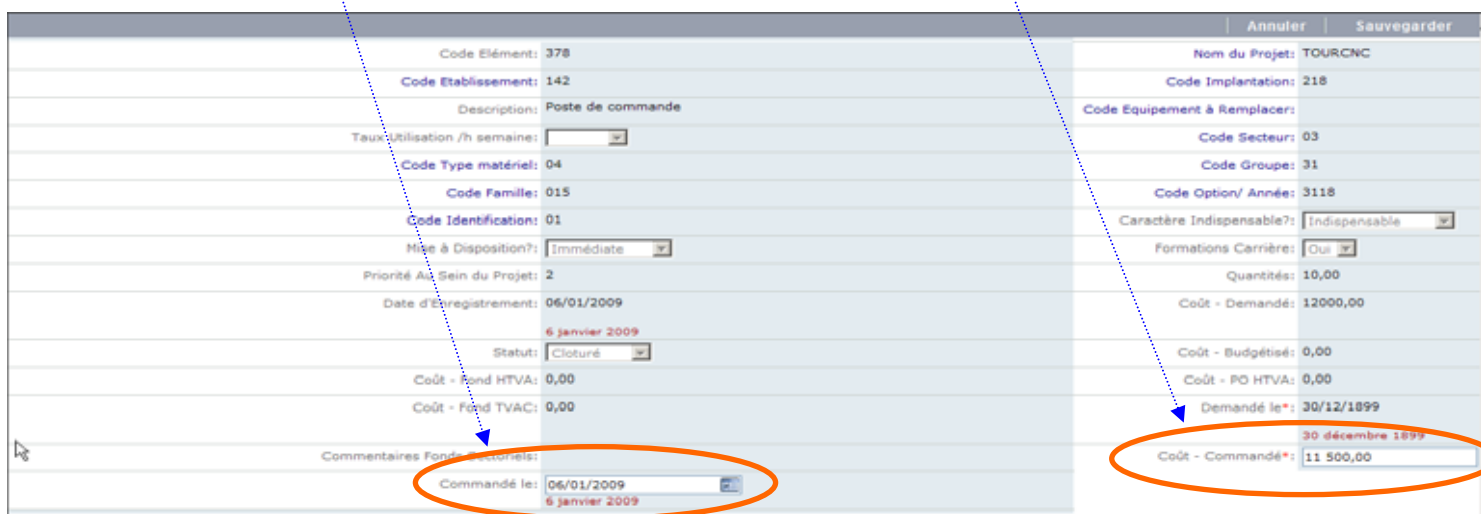 Annuler Sauvegarder
Code Elément: 378 Nom du Projet: TOURCNC
Code Etablissement: 142 Code Implantation: 218
Description: Poste de commande Code Equipement à Remplacer:
Taux Utilisation /h semaine: Code Secteur: 03
Code Type matériel: 04 Code Groupe: 31
Code Famille: 015 Code Option/ Année: 3118
Code Identification: 01 Caractère Indispensable?: Indispensable
Mise à Disposition?: Immédiate Formations Carrière: Oui
Priorité Au Sein du Projet: 2 Quantités: 10,00
Date d'Enregistrement: 06/01/2009 Coût - Demandé: 12000,00
6 janvier 2009
Statut: Cloturé Coût - Budgétisé: 0,00
Coût - Fond HTVA: 0,00 Coût - PO HTVA: 0,00
Coût - Fond TVAC: 0,00 Demandé le*: 30/12/1899
30 décembre 1899
Commentaires Fonds Sectoriels: Coût - Commandé*: 11 500,00
Commandé le: 06/01/2009
6 janvier 2009